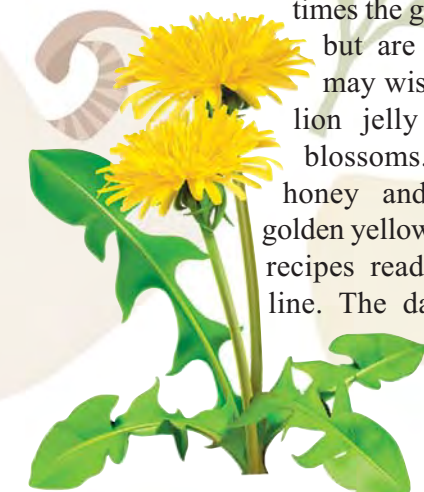 times the g
but are
may wis
lion jelly
blossoms.
honey and
golden yellow
recipes read
line. The da